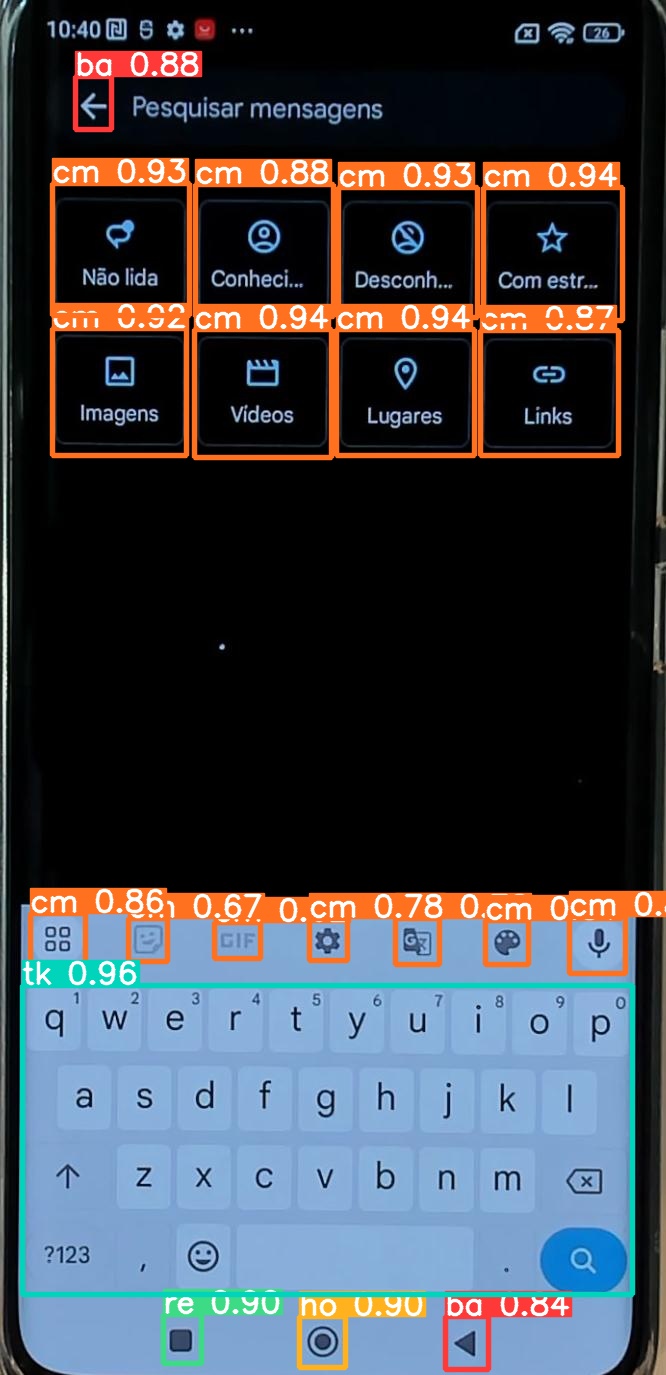 10:40 ... 26
ba 0.88
Pesquisar mensagens
cm 0.93 cm 0.88 cm 0.93 cm 0.94
Não lida Conheci... Desconh... Com estr...
cm 0.92 cm 0.94 cm 0.94 cm 0.87
Imagens Vídeos Lugares Links
cm 0.86 0.67 0. cm 0.78 0. cm 0 cm 0.
GIF G
tk 0.96
1 2 3 4 5 6 7 8 9 0
q w e r t y u i o p
a s d f g h j k l
z x c v b n m
?123 , .
re 0.90 ho 0.90 ba 0.84